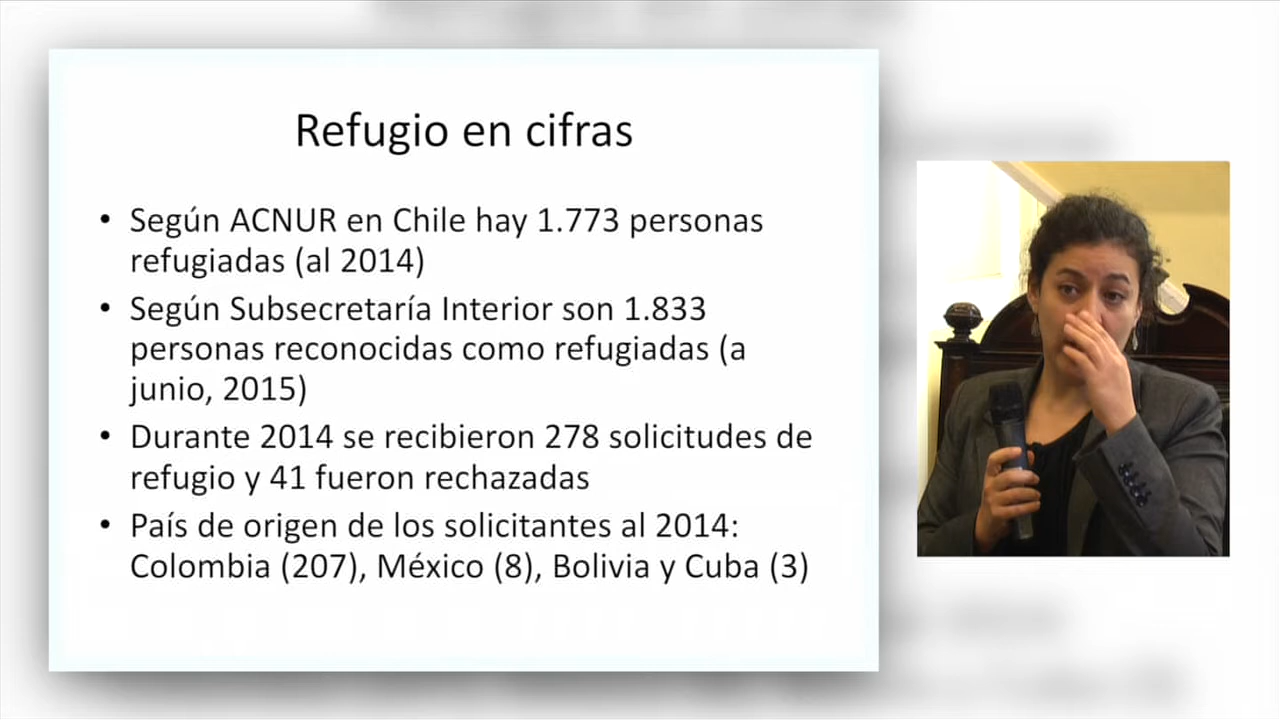 Refugio en cifras
• Según ACNUR en Chile hay 1.773 personas
refugiadas (al 2014)
• Según Subsecretaría Interior son 1.833
personas reconocidas como refugiadas (a
junio, 2015)
• Durante 2014 se recibieron 278 solicitudes de
refugio y 41 fueron rechazadas
• País de origen de los solicitantes al 2014:
Colombia (207), México (8), Bolivia y Cuba (3)